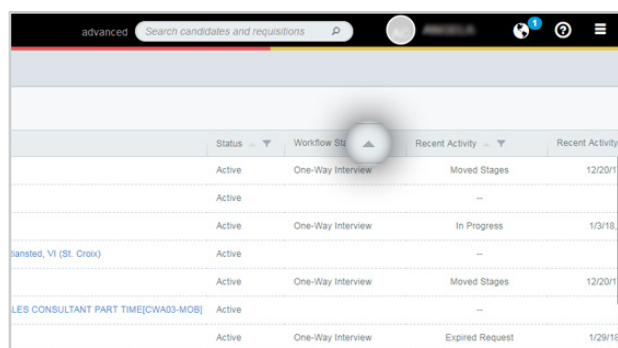 advanced Search candidates and requisitions 1
Status Workflow Sta Recent Activity Recent Activity
Active One-Way Interview Moved Stages 12/20/1
Active --
Active One-Way Interview In Progress 1/3/18,
tiansted, VI (St. Croix) Active --
Active One-Way Interview Moved Stages 12/20/1
LES CONSULTANT PART TIME[CWA03-MOB] Active --
Active One-Way Interview Expired Request 1/29/18